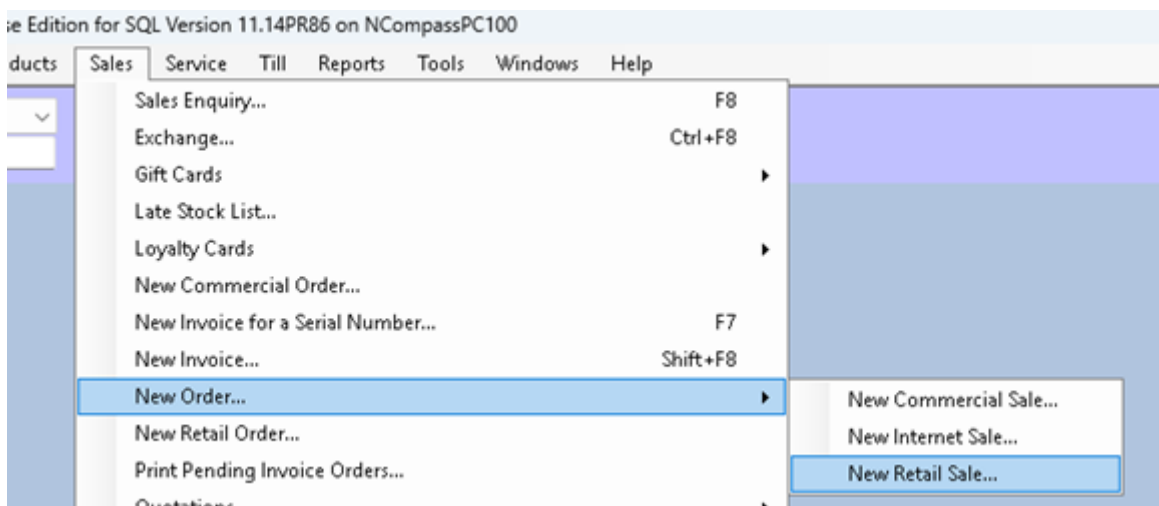 se Edition for SQL Version 11.14PR86 on NCompassPC100
ducts Sales Service Till Reports Tools Windows Help
Sales Enquiry... F8
Exchange... Ctrl+F8
Gift Cards
Late Stock List...
Loyalty Cards
New Commercial Order...
New Invoice for a Serial Number... F7
New Invoice... Shift+F8
New Order... New Commercial Sale...
New Retail Order... New Internet Sale...
Print Pending Invoice Orders... New Retail Sale...
Quotations